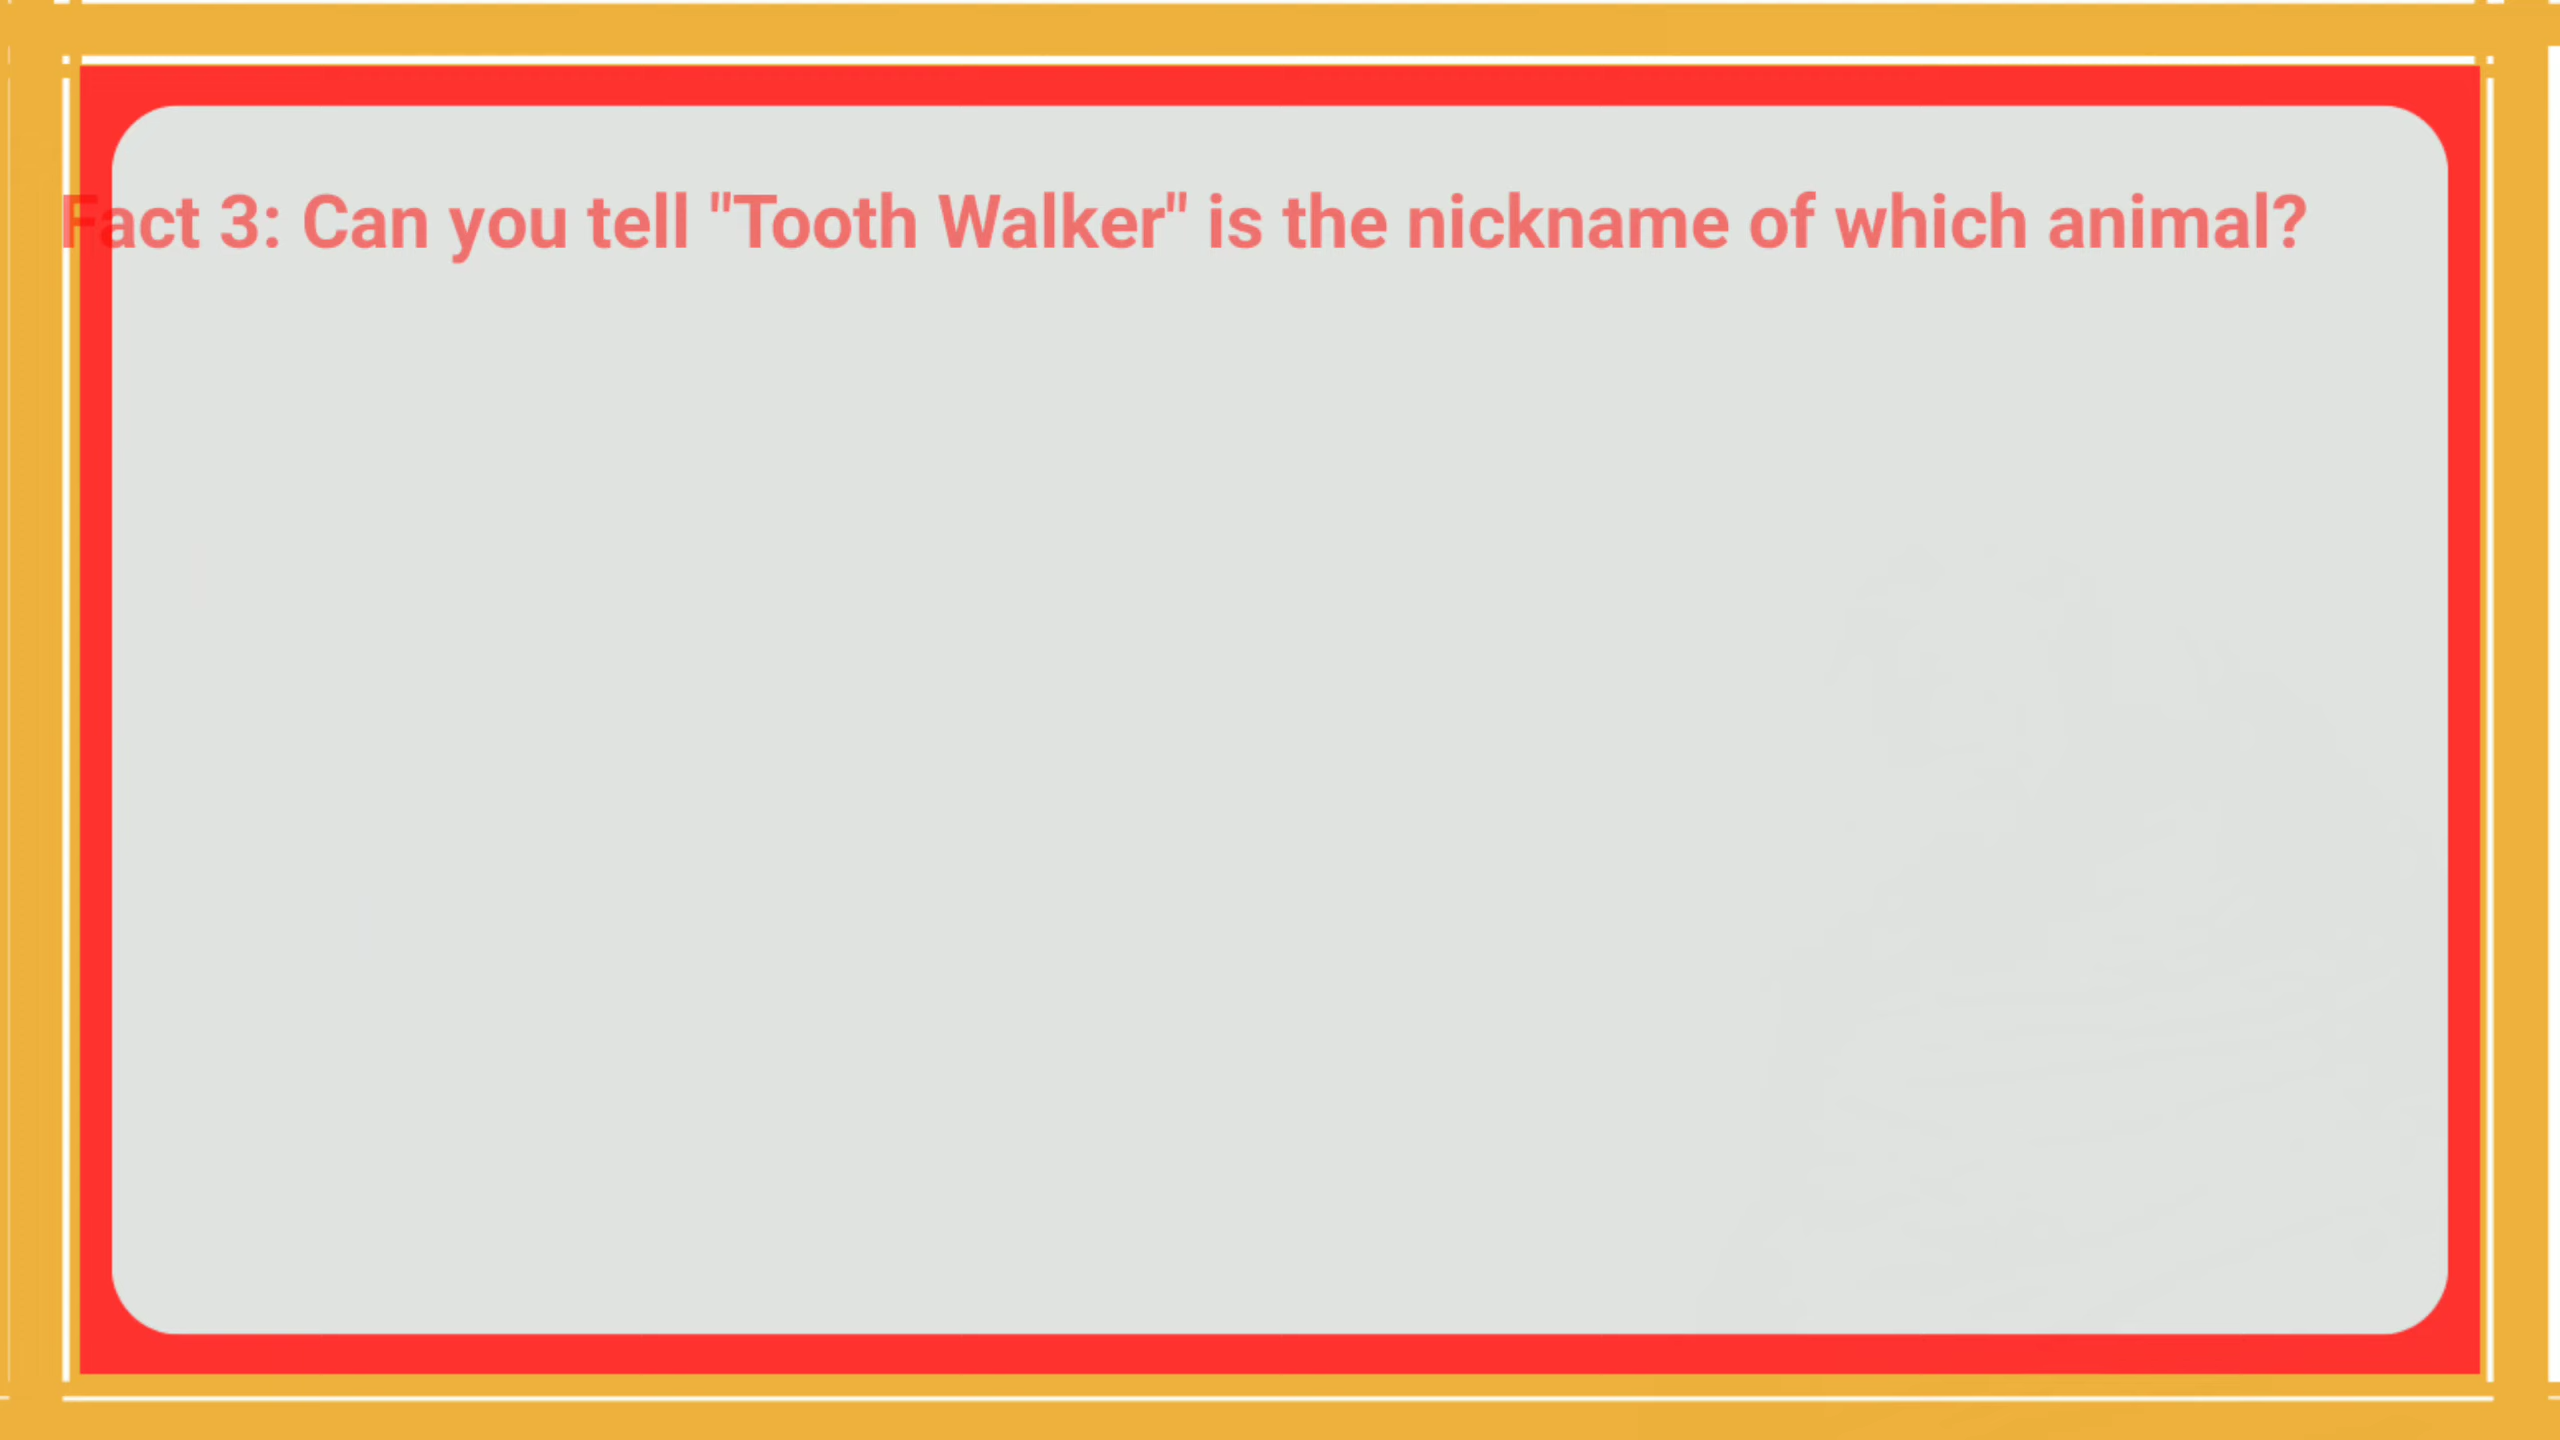 Fact 3: Can you tell "Tooth Walker" is the nickname of which animal?